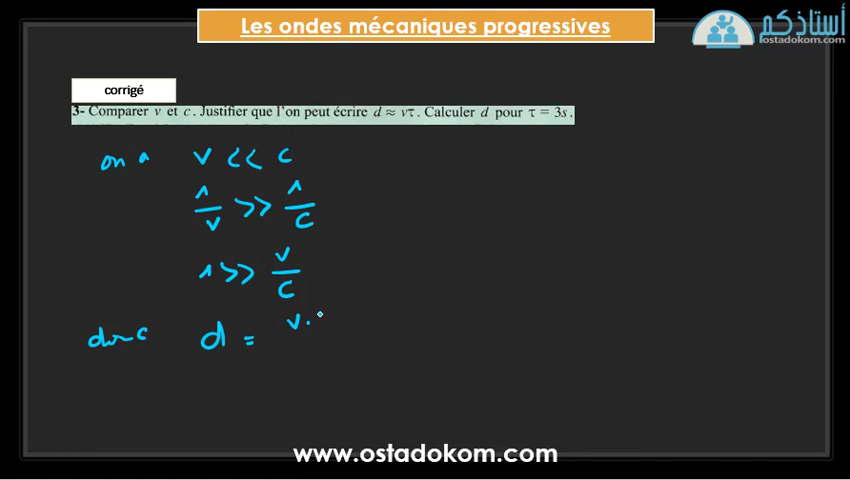 Les ondes mécaniques progressives
أستاذكم
ostadokom.com
corrigé
3- Comparer v et c. Justifier que l'on peut écrire d ≈ vτ. Calculer d pour τ = 3s.
on a v << c
1/v >> 1/c
1 >> v/c
donc d = v.
www.ostadokom.com